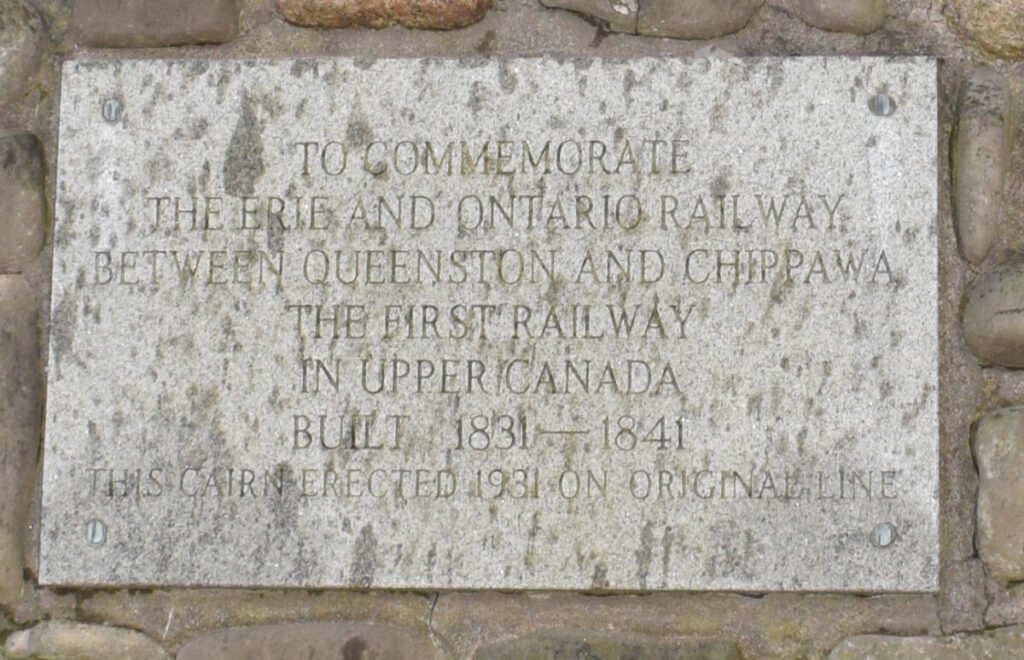 TO COMMEMORATE
THE ERIE AND ONTARIO RAILWAY
BETWEEN QUEENSTON AND CHIPPAWA
THE FIRST RAILWAY
IN UPPER CANADA
BUILT 1831—1841
THIS CAIRN ERECTED 1931 ON ORIGINAL LINE